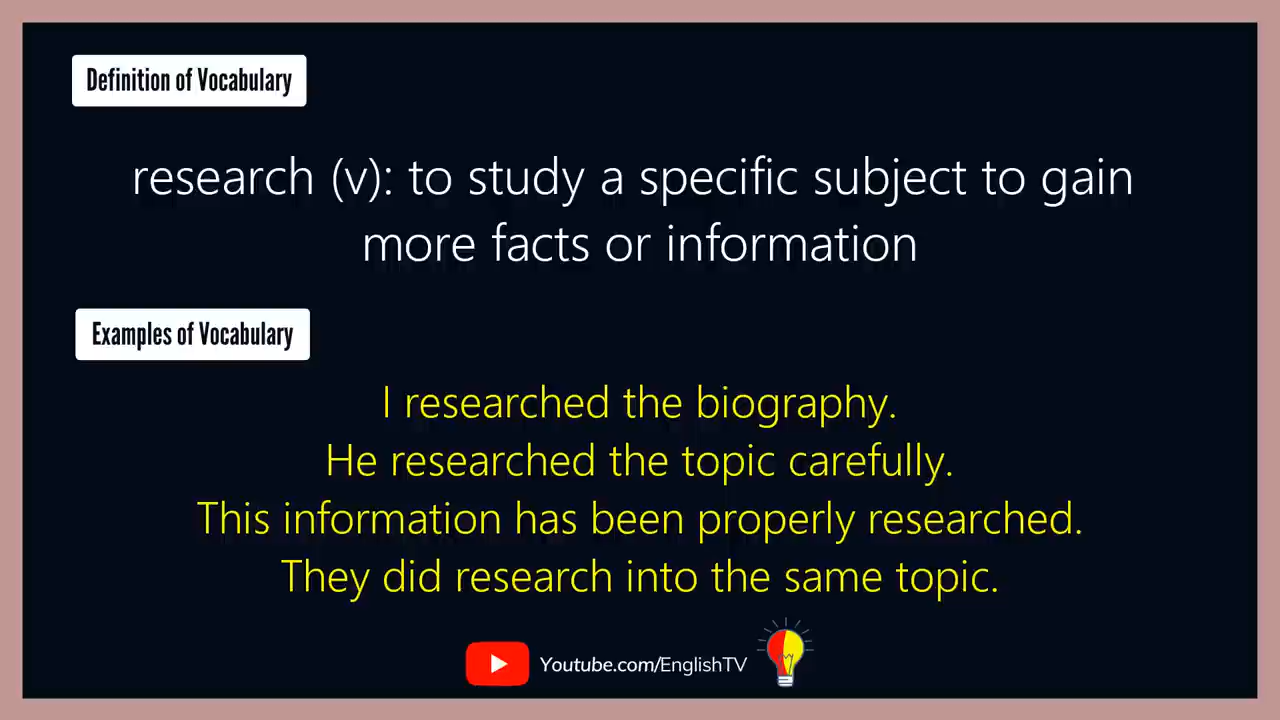 Definition of Vocabulary
research (v): to study a specific subject to gain
more facts or information
Examples of Vocabulary
I researched the biography.
He researched the topic carefully.
This information has been properly researched.
They did research into the same topic.
Youtube.com/EnglishTV